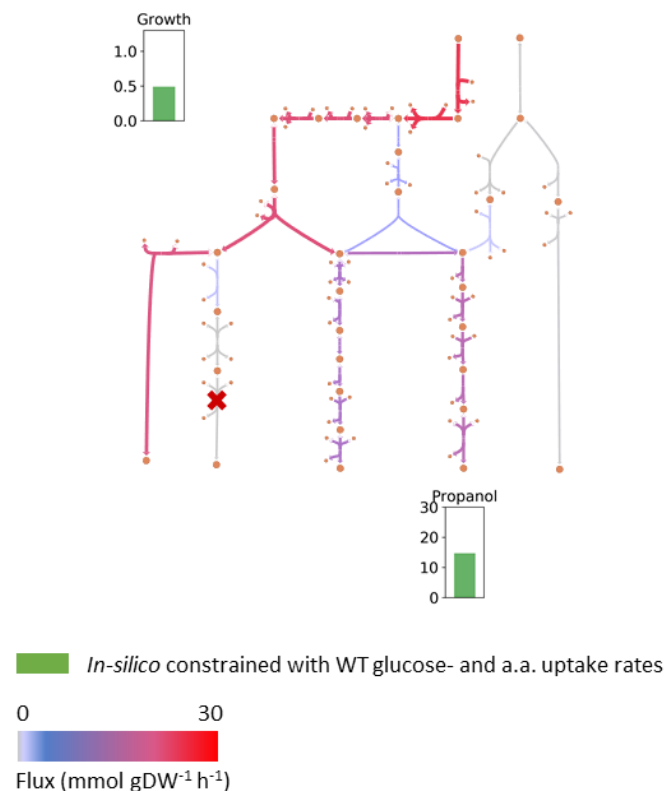 Growth
1.0
0.5
0.0
Propanol
30
20
10
0
In-silico constrained with WT glucose- and a.a. uptake rates
0 30
Flux (mmol gDW⁻¹ h⁻¹)